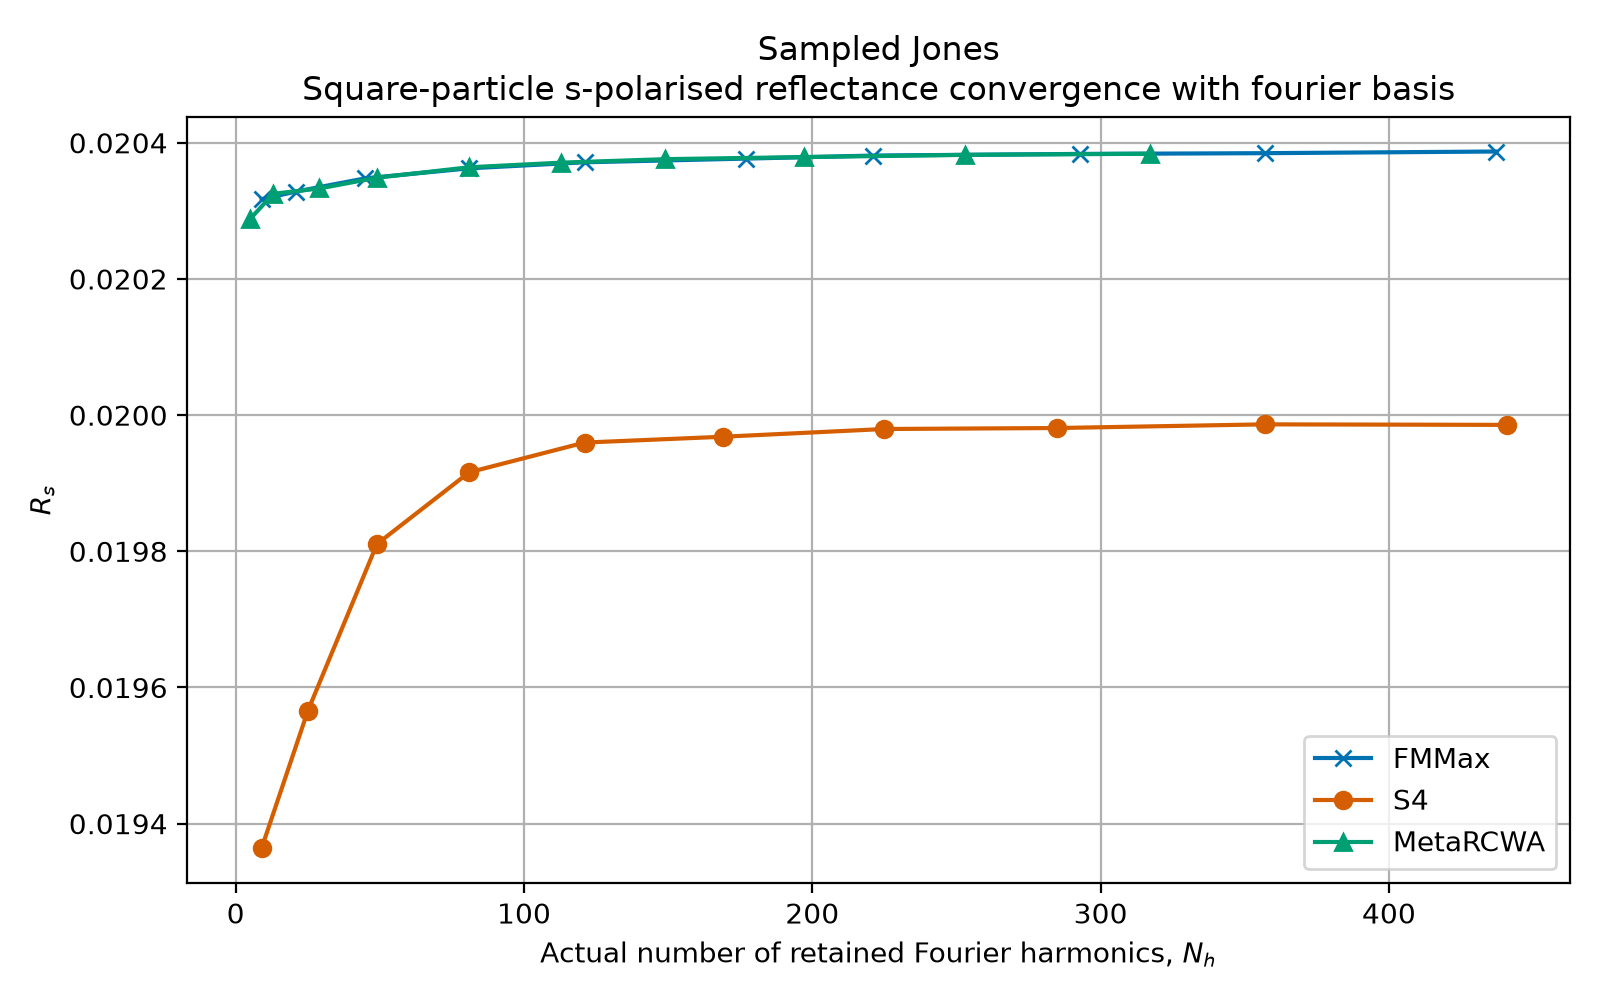 Sampled Jones
Square-particle s-polarised reflectance convergence with fourier basis
0.0204
0.0202
0.0200
0.0198
0.0196
0.0194
R_s
0 100 200 300 400
Actual number of retained Fourier harmonics, N_h
FMMax
S4
MetaRCWA